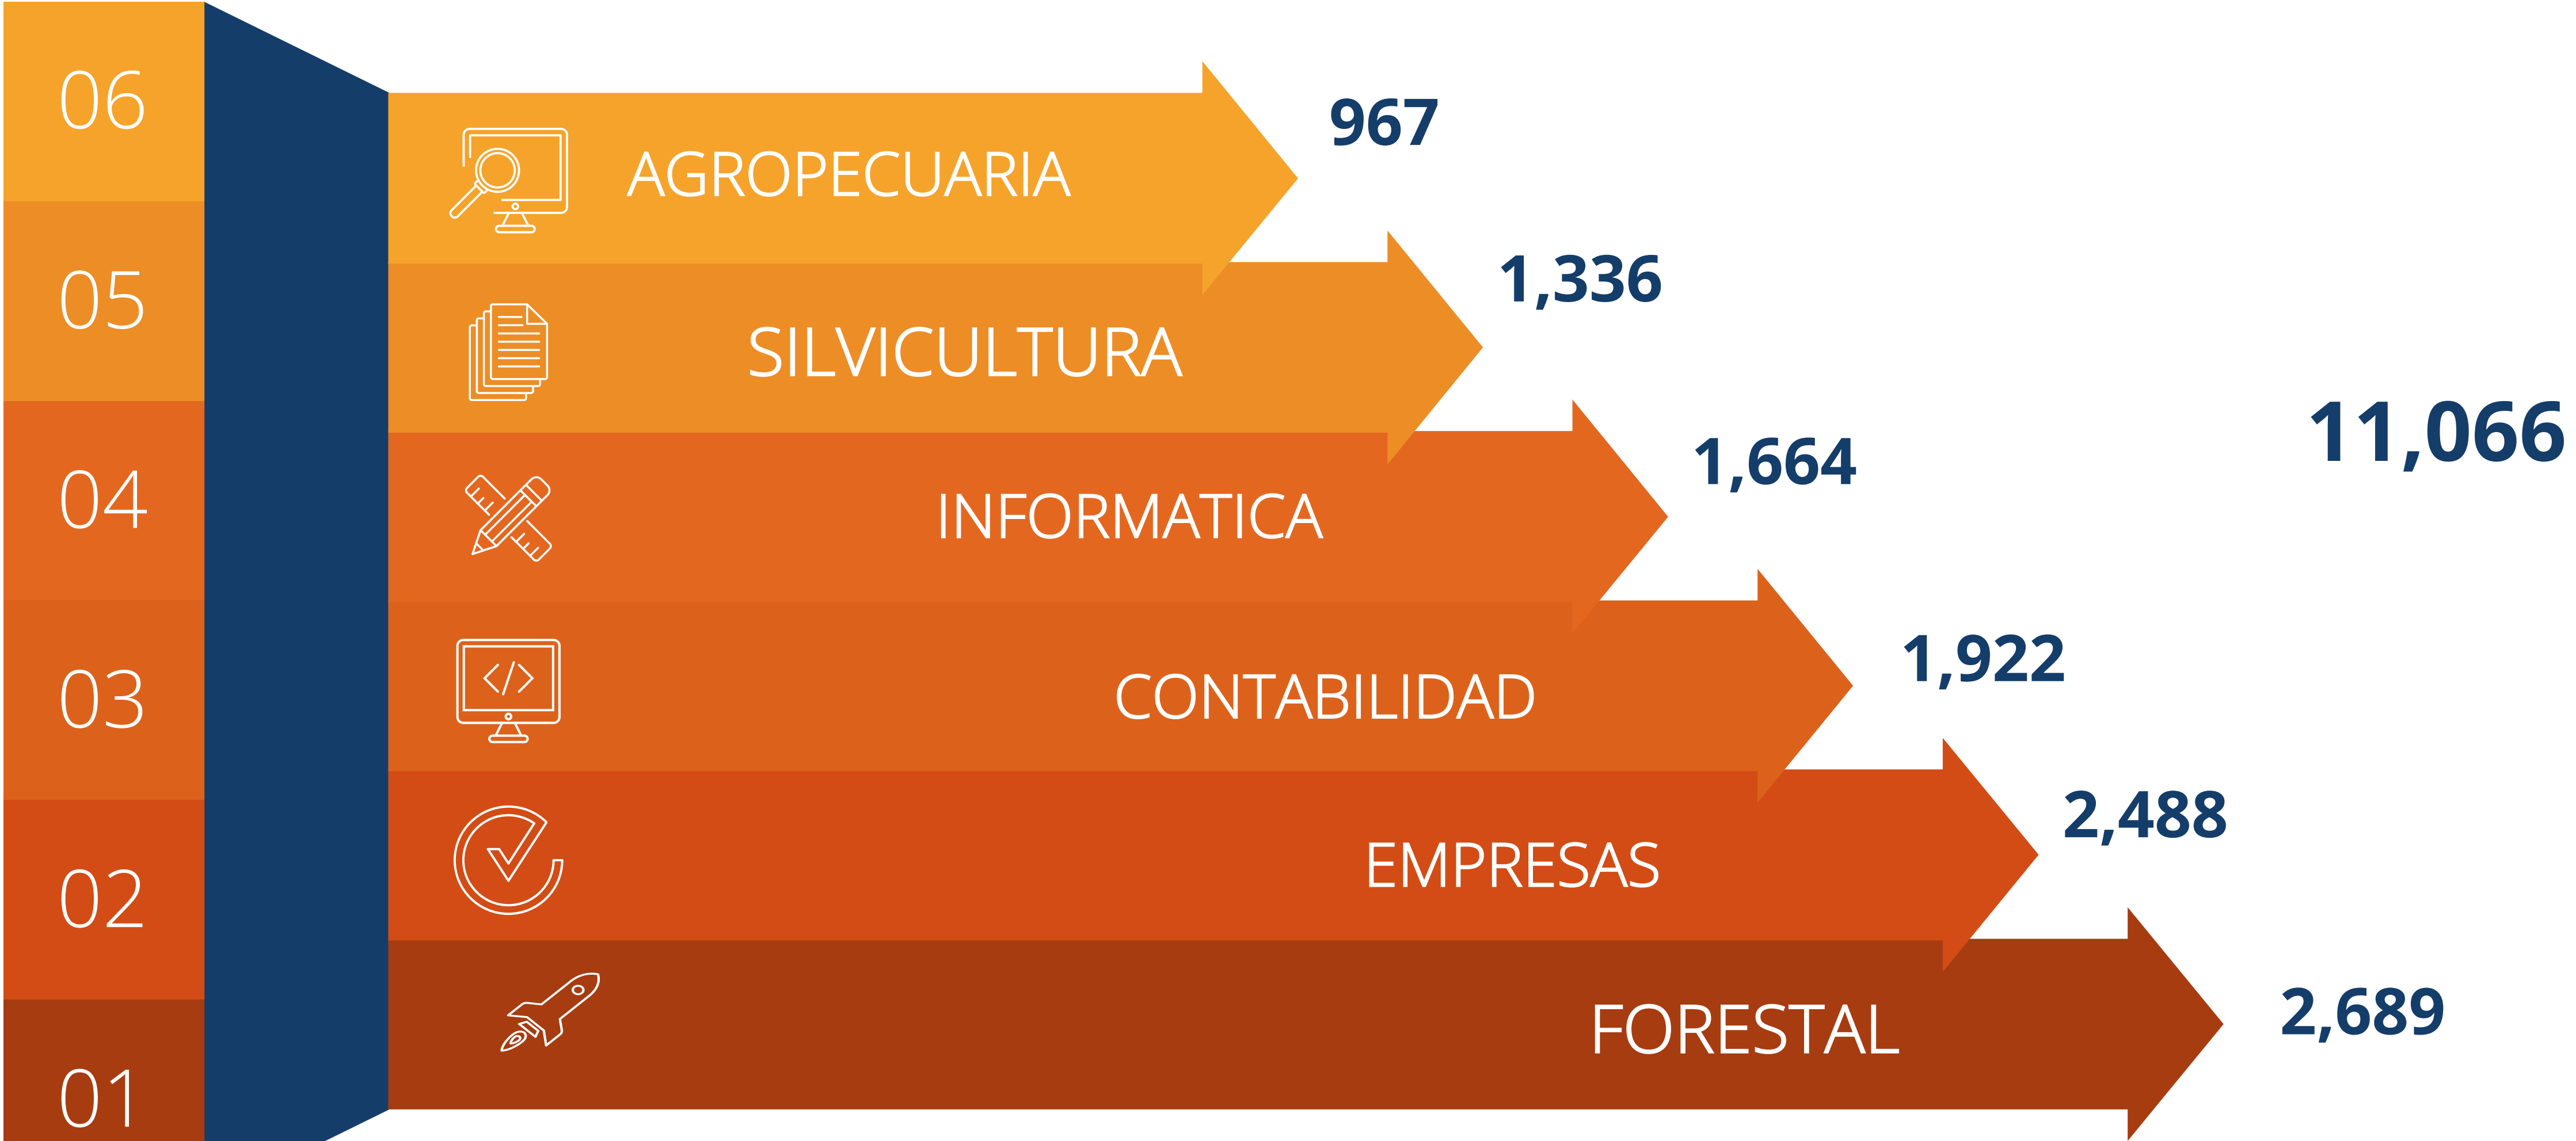 06
AGROPECUARIA
967
05
SILVICULTURA
1,336
04
INFORMATICA
1,664
11,066
03
CONTABILIDAD
1,922
02
EMPRESAS
2,488
01
FORESTAL
2,689